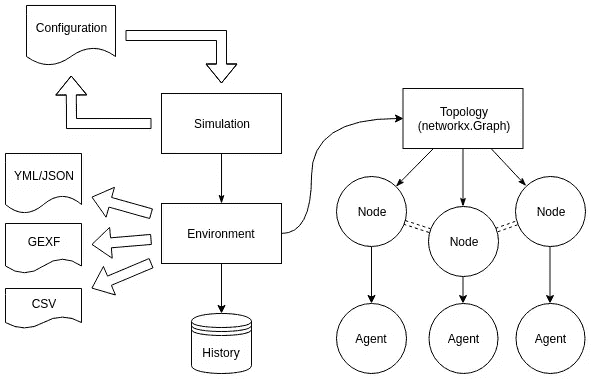 Configuration
Simulation
Topology
(networkx.Graph)
YML/JSON
Node
Node
Node
GEXF
Environment
CSV
History
Agent
Agent
Agent